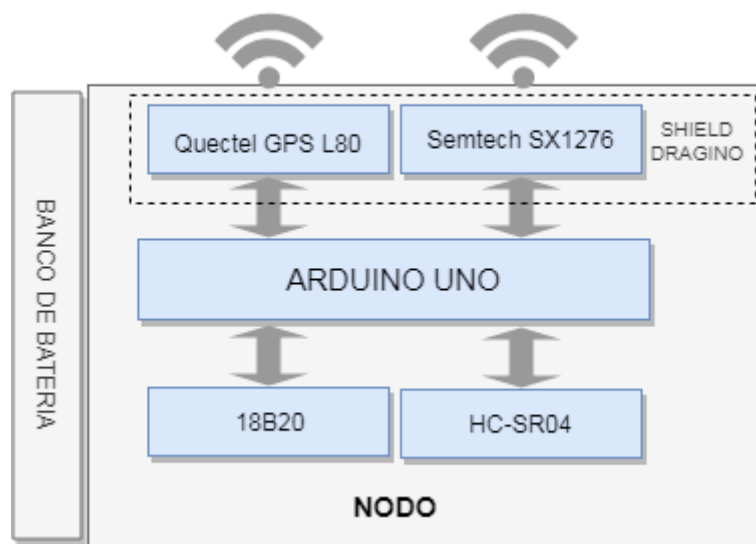 Quectel GPS L80
Semtech SX1276
SHIELD
DRAGINO
BANCO DE BATERIA
ARDUINO UNO
18B20
HC-SR04
NODO